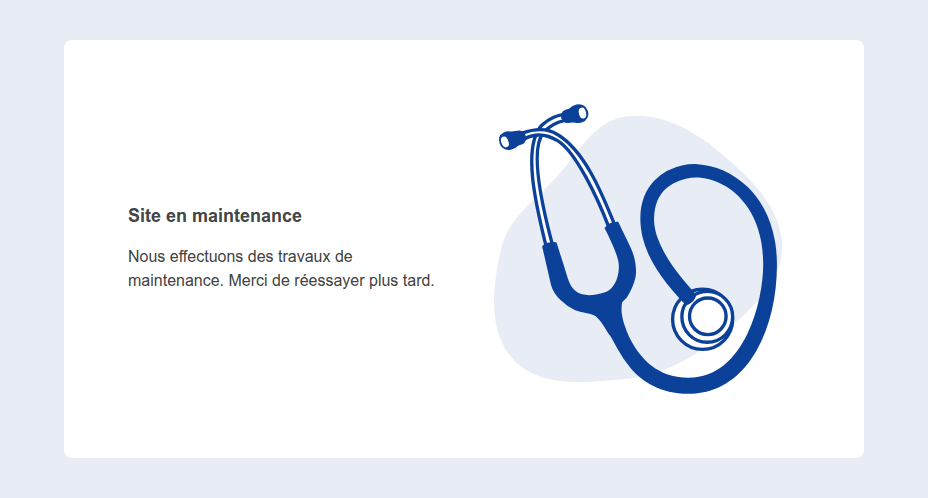 Site en maintenance
Nous effectuons des travaux de
maintenance. Merci de réessayer plus tard.